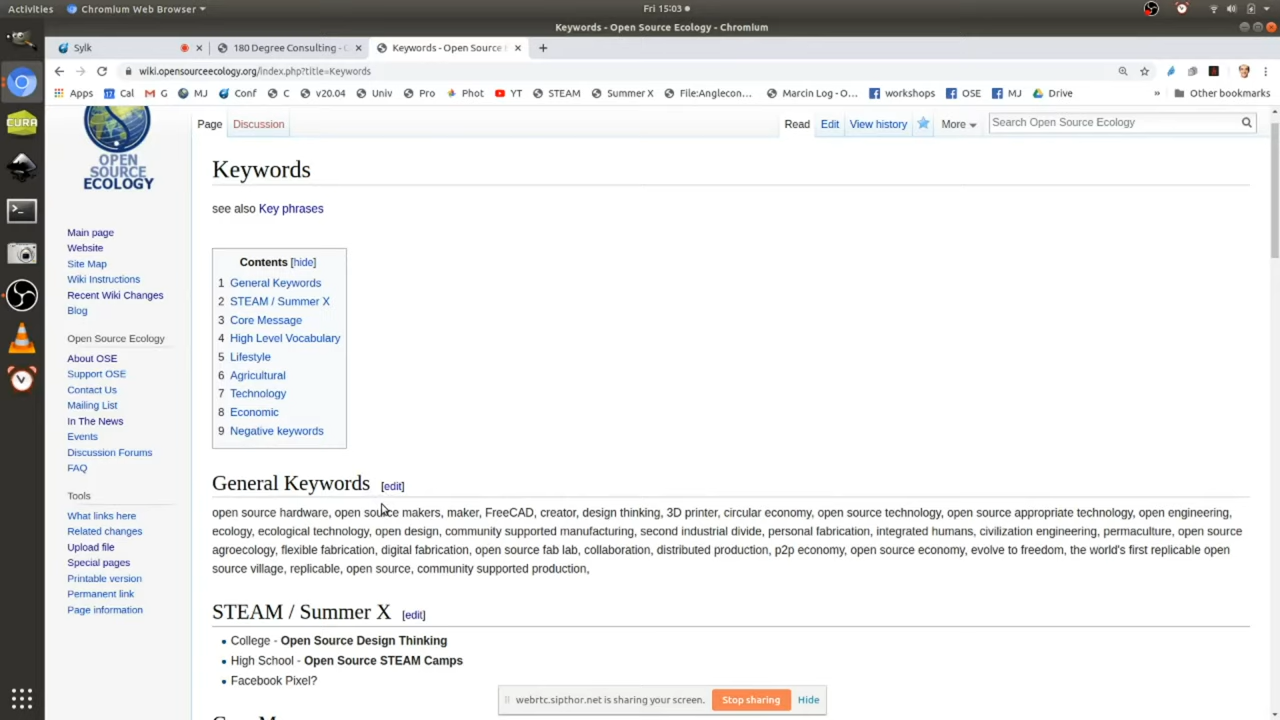 Activities
Chromium Web Browser
Fri 15:03
Keywords - Open Source Ecology - Chromium
Sylk
180 Degree Consulting -
Keywords - Open Source
wiki.opensourceecology.org/index.php?title=Keywords
Apps
Cal
G
MJ
Conf
C
v20.04
Univ
Pro
Phot
YT
STEAM
Summer X
File:Anglecon...
Marcin Log - O...
workshops
OSE
MJ
Drive
»
Other bookmarks
CURA
OPEN
SOURCE
ECOLOGY
Page
Discussion
Read
Edit
View history
More
Search Open Source Ecology
Keywords
see also Key phrases
Main page
Website
Site Map
Wiki Instructions
Recent Wiki Changes
Blog
Open Source Ecology
About OSE
Support OSE
Contact Us
Mailing List
In The News
Events
Discussion Forums
FAQ
Tools
What links here
Related changes
Upload file
Special pages
Printable version
Permanent link
Page information
Contents [hide]
1 General Keywords
2 STEAM / Summer X
3 Core Message
4 High Level Vocabulary
5 Lifestyle
6 Agricultural
7 Technology
8 Economic
9 Negative keywords
General Keywords [edit]
open source hardware, open source makers, maker, FreeCAD, creator, design thinking, 3D printer, circular economy, open source technology, open source appropriate technology, open engineering,
ecology, ecological technology, open design, community supported manufacturing, second industrial divide, personal fabrication, integrated humans, civilization engineering, permaculture, open source
agroecology, flexible fabrication, digital fabrication, open source fab lab, collaboration, distributed production, p2p economy, open source economy, evolve to freedom, the world's first replicable open
source village, replicable, open source, community supported production,
STEAM / Summer X [edit]
College - Open Source Design Thinking
High School - Open Source STEAM Camps
Facebook Pixel?
webrtc.sipthor.net is sharing your screen.
Stop sharing
Hide